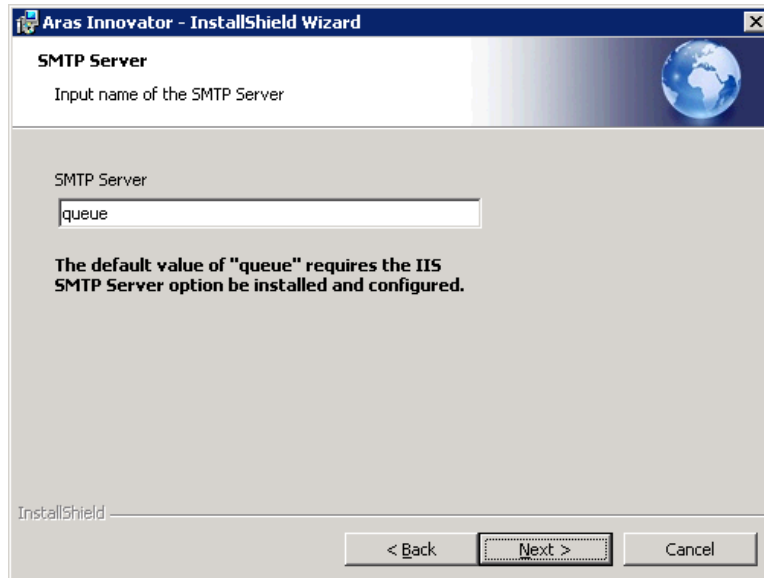 Aras Innovator - InstallShield Wizard
SMTP Server
Input name of the SMTP Server
SMTP Server
queue
The default value of "queue" requires the IIS
SMTP Server option be installed and configured.
InstallShield
< Back Next > Cancel